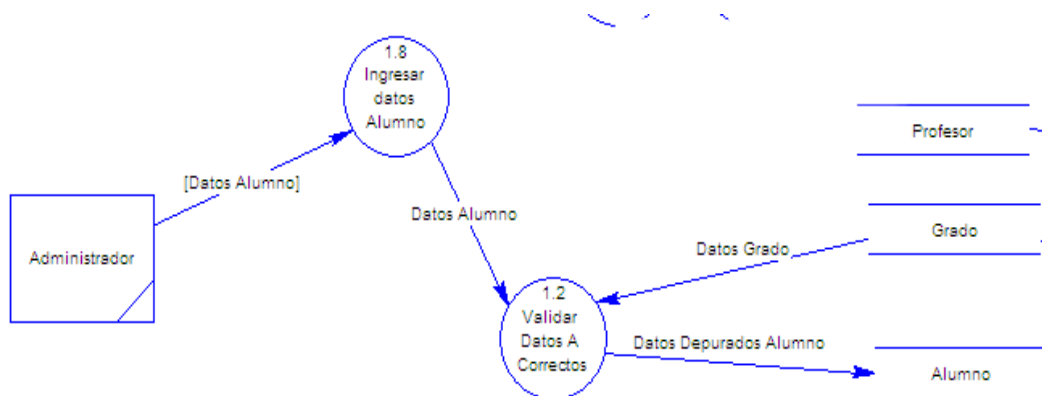 1.8
Ingresar
datos
Alumno
Profesor
[Datos Alumno]
Datos Alumno
Grado
Datos Grado
Administrador
1.2
Validar
Datos A
Correctos
Datos Depurados Alumno
Alumno